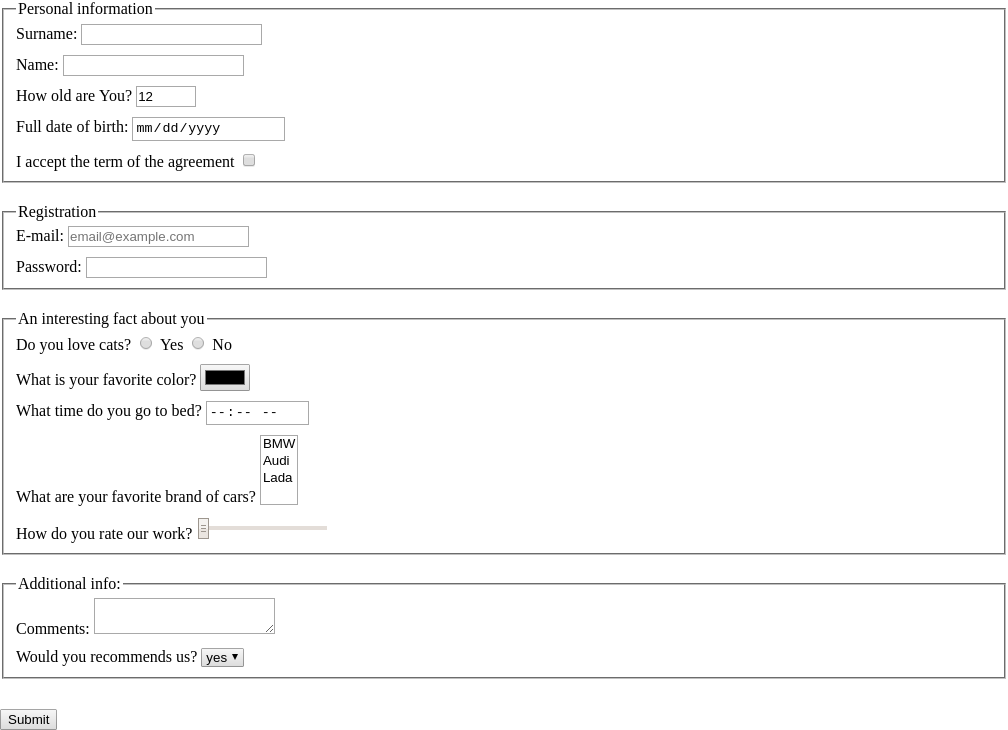 Personal information
Surname:
Name:
How old are You? 12
Full date of birth: mm/dd/yyyy
I accept the term of the agreement
Registration
E-mail: email@example.com
Password:
An interesting fact about you
Do you love cats? Yes No
What is your favorite color?
What time do you go to bed? --:-- --
BMW
Audi
Lada
What are your favorite brand of cars?
How do you rate our work?
Additional info:
Comments:
Would you recommends us? yes
Submit